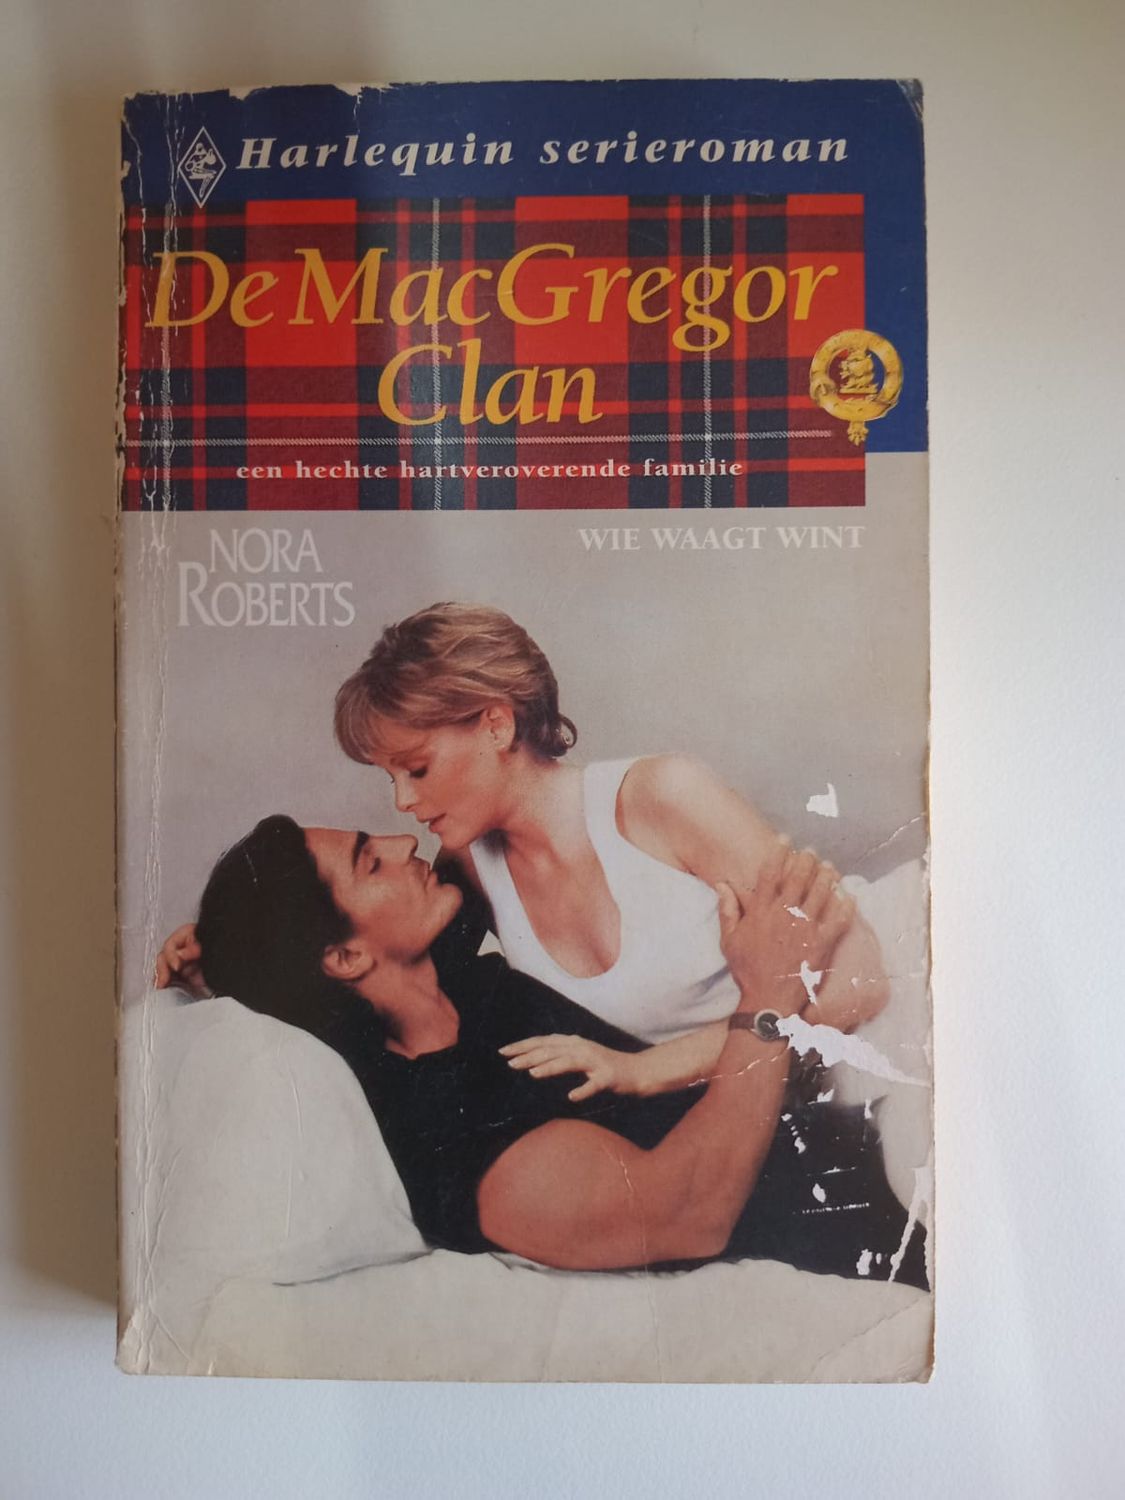 Harlequin serieroman
De MacGregor
Clan
een hechte hartveroverende familie
NORA
ROBERTS
WIE WAAGT WINT